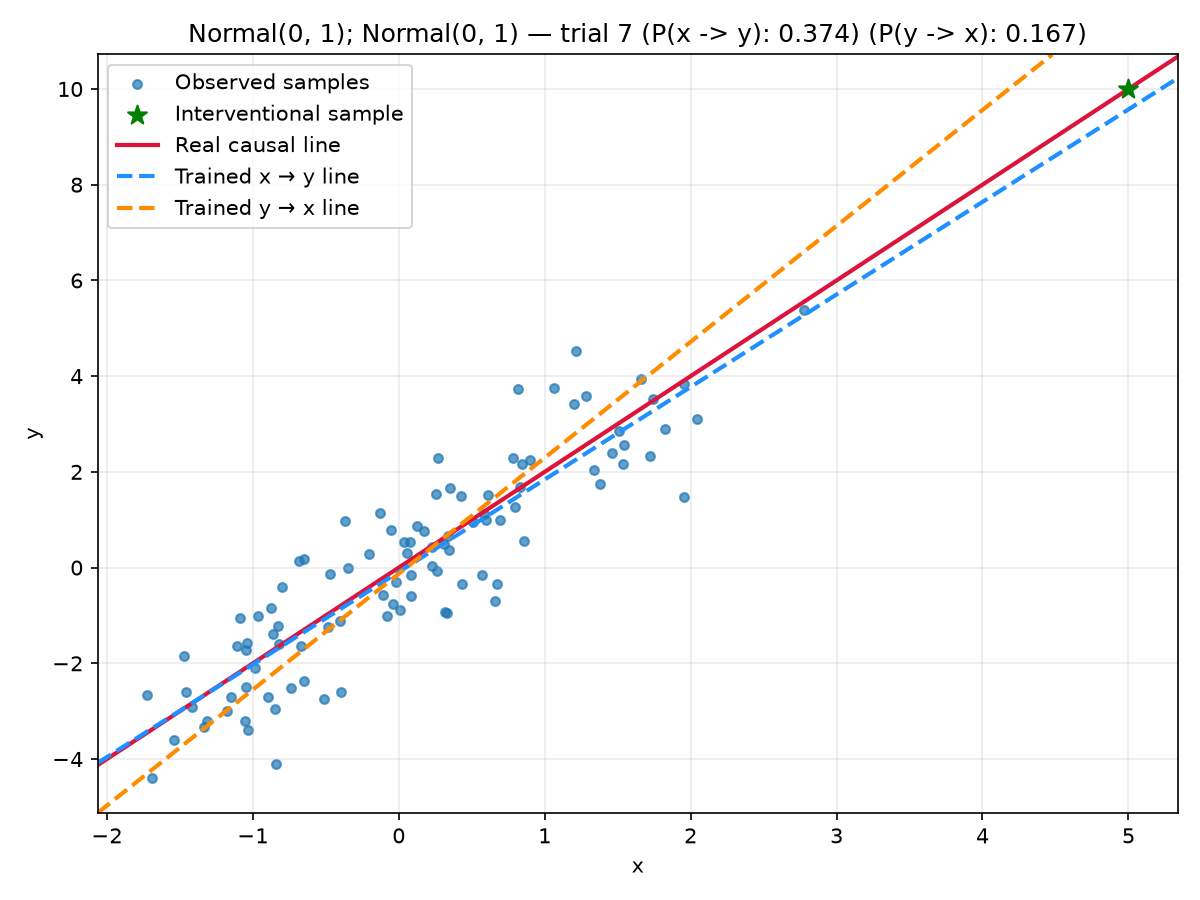 Normal(0, 1); Normal(0, 1) — trial 7 (P(x -> y): 0.374) (P(y -> x): 0.167)
Observed samples
Interventional sample
Real causal line
Trained x → y line
Trained y → x line
10
8
6
4
2
0
−2
−4
y
−2 −1 0 1 2 3 4 5
x